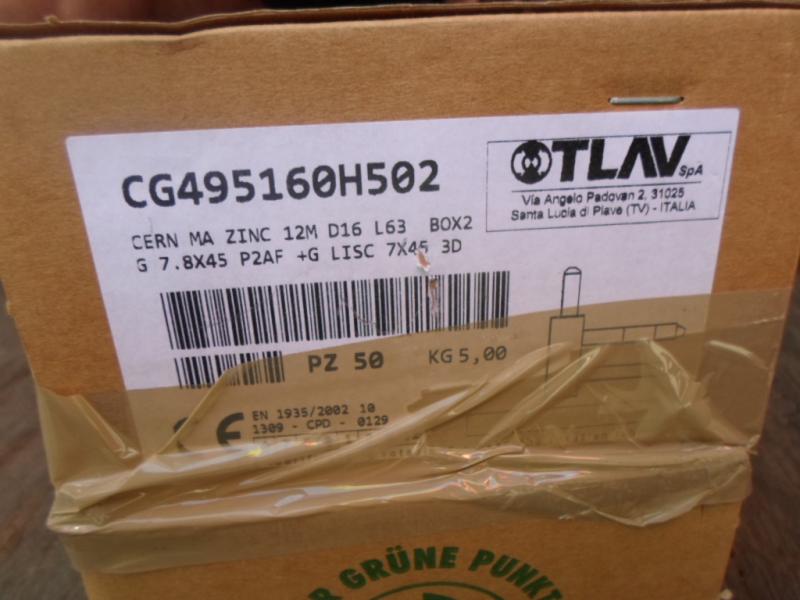 CG495160H502
OTLAV SpA
Via Angelo Padovan 2, 31025
Santa Lucia di Piave (TV) - ITALIA
CERN MA ZINC 12M D16 L63 BOX2
G 7.8X45 P2AF +G LISC 7X45 3D
PZ 50 KG 5,00
CE
EN 1935/2002 10
1309 - CPD - 0129
GRÜNE PUNKT